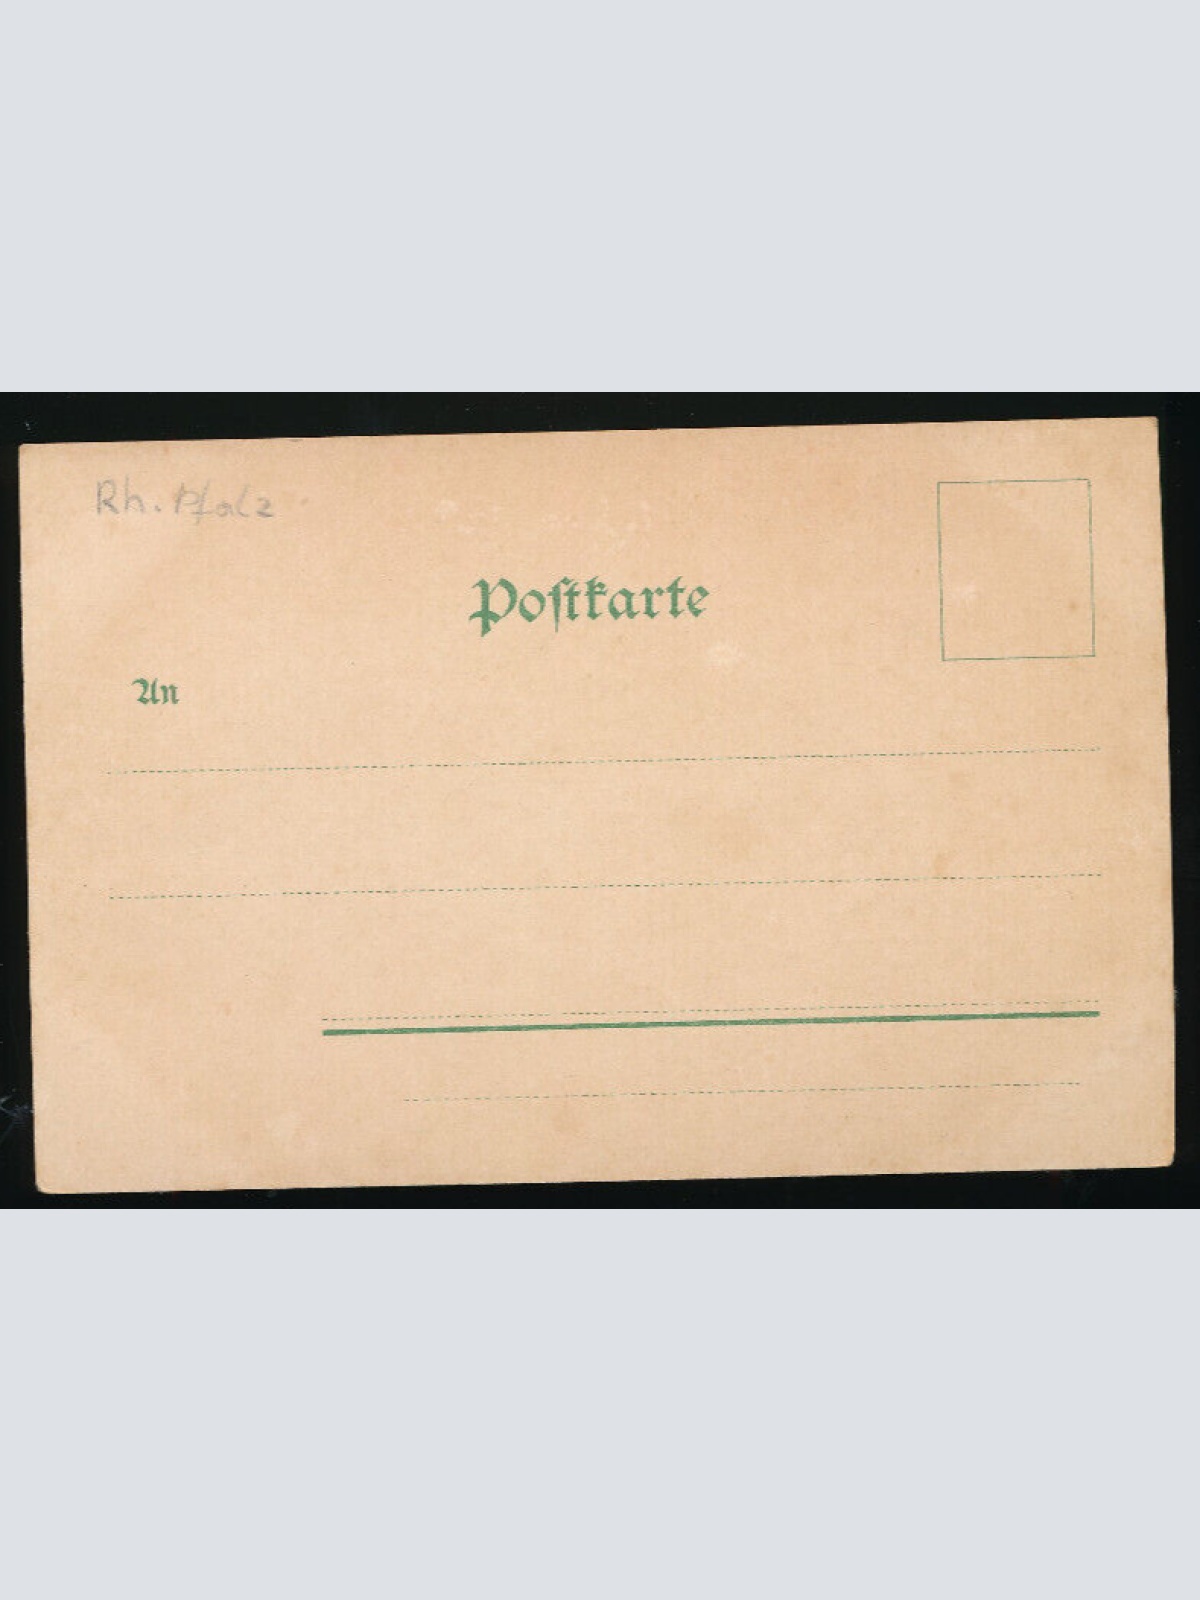 Rh. Pfalz
Poſtkarte
An